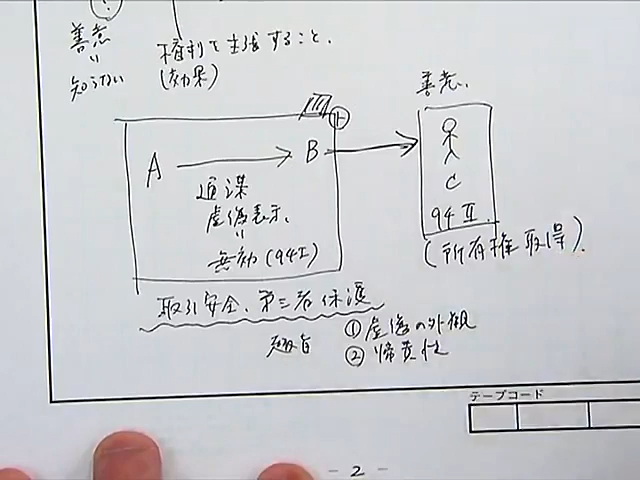 善意
〃
知らない
権利を主張すること.
(効果)
善意.
A
B
通謀
虚偽表示.
〃
無効(94Ⅰ)
C
94Ⅱ.
(所有権取得).
取引安全、第三者保護
趣旨
①虚偽の外観
②帰責性
テープコード
- 2 -